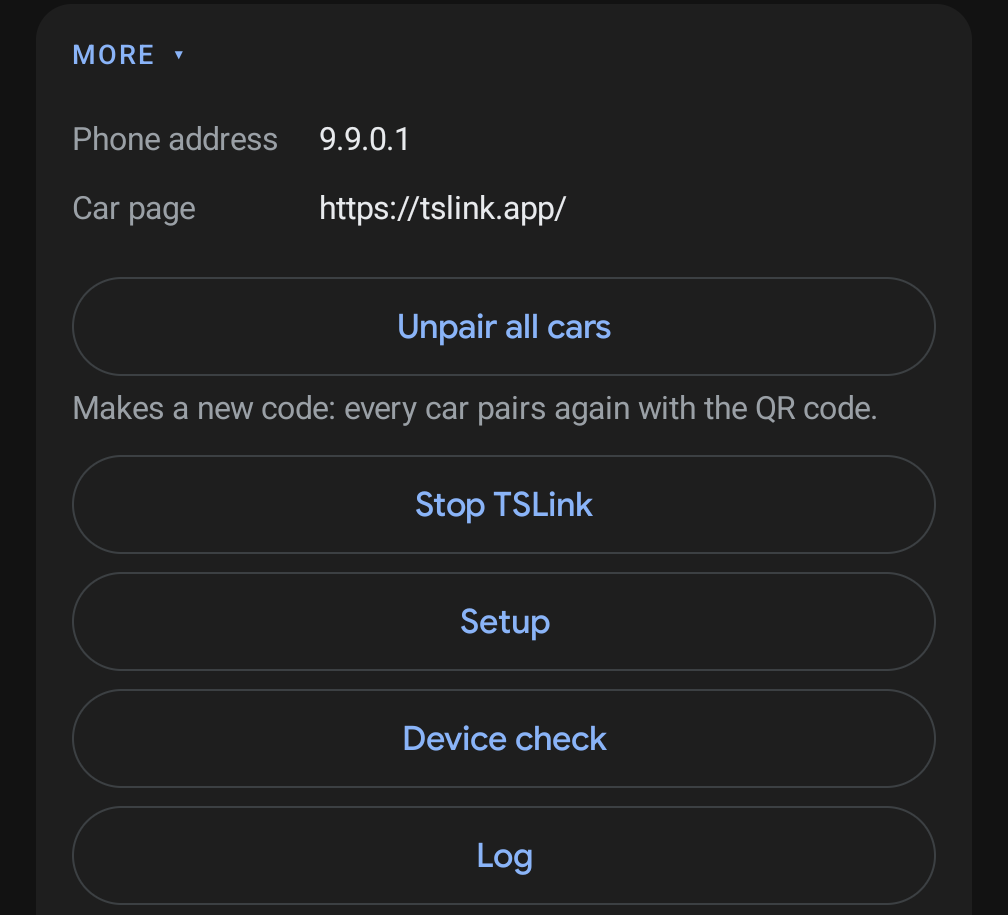 MORE ▼
Phone address 9.9.0.1
Car page https://tslink.app/
Unpair all cars
Makes a new code: every car pairs again with the QR code.
Stop TSLink
Setup
Device check
Log